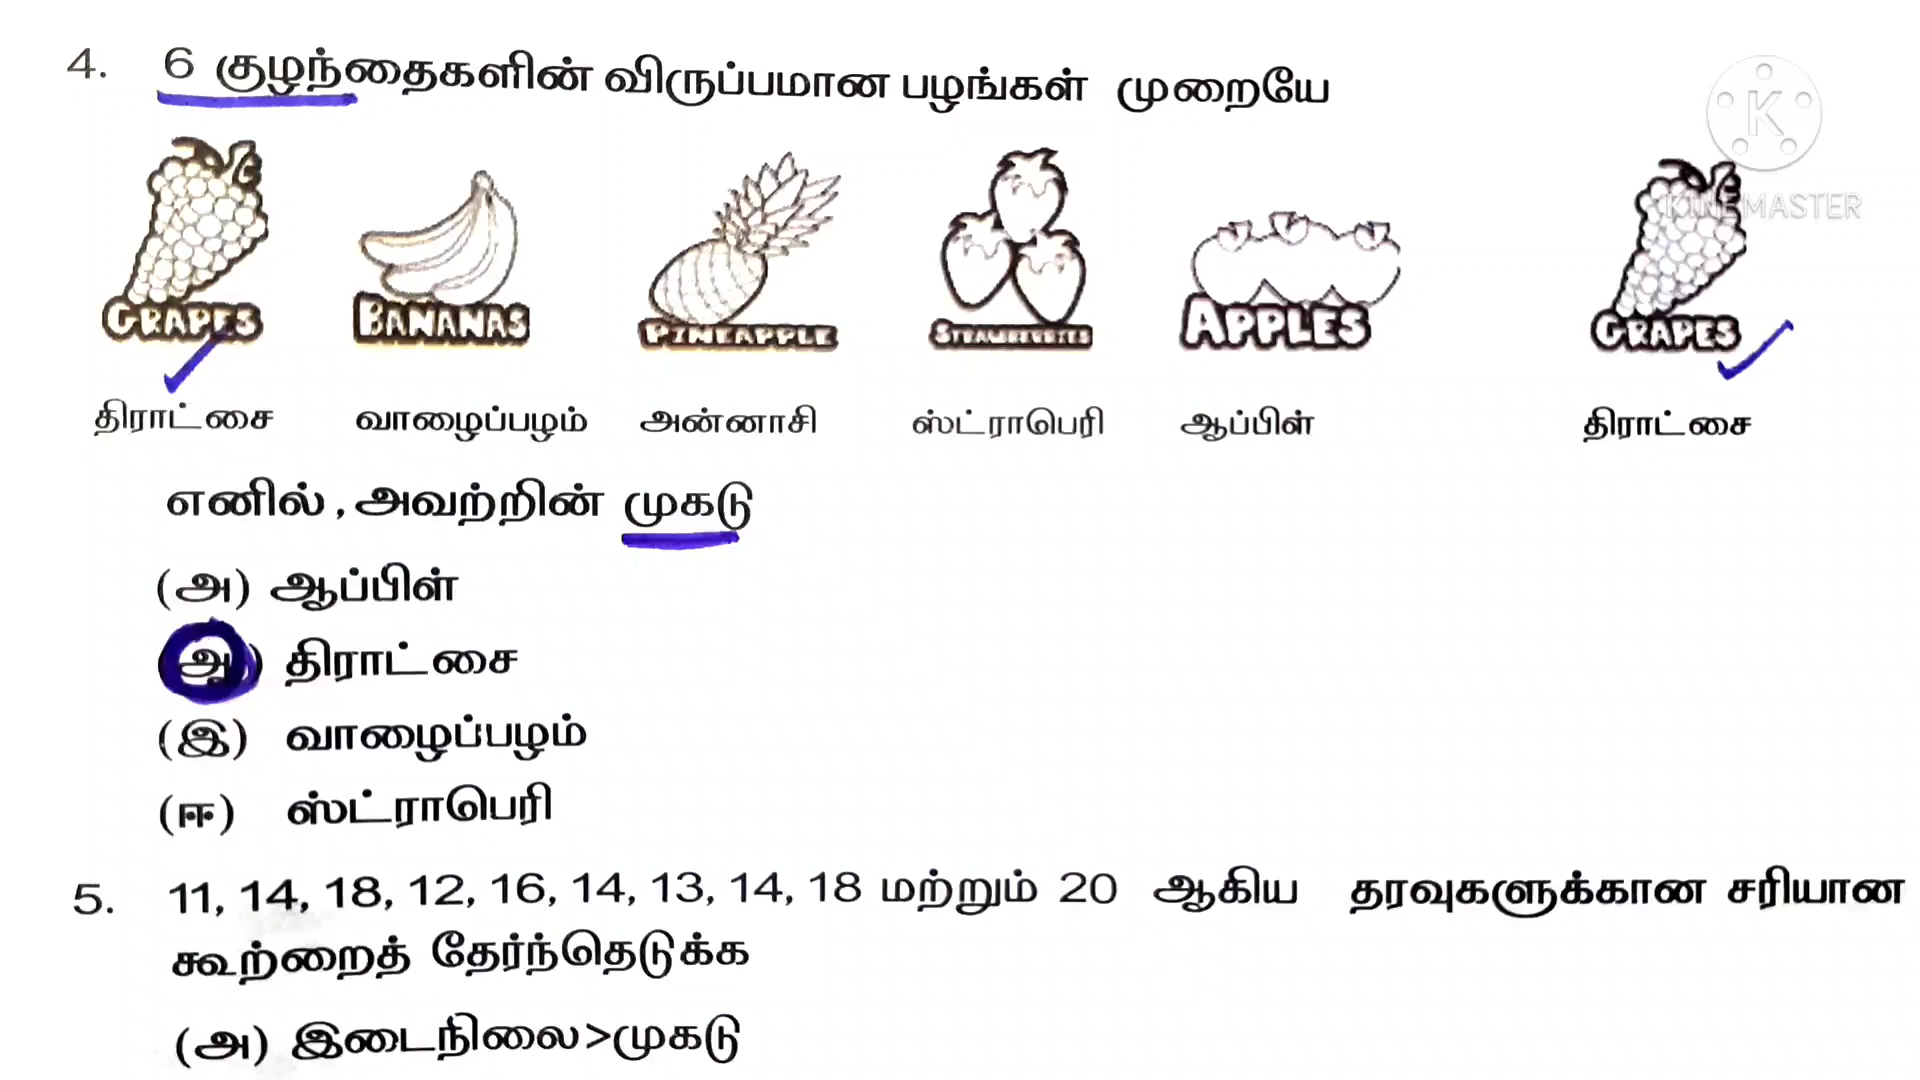 4. 6 குழந்தைகளின் விருப்பமான பழங்கள் முறையே
K
KINEMASTER
GRAPES BANANAS PINEAPPLE STRAWBERRIES APPLES GRAPES
திராட்சை வாழைப்பழம் அன்னாசி ஸ்ட்ராபெரி ஆப்பிள் திராட்சை
எனில் , அவற்றின் முகடு
(அ) ஆப்பிள்
(ஆ) திராட்சை
(இ) வாழைப்பழம்
(ஈ) ஸ்ட்ராபெரி
5. 11, 14, 18, 12, 16, 14, 13, 14, 18 மற்றும் 20 ஆகிய தரவுகளுக்கான சரியான
கூற்றைத் தேர்ந்தெடுக்க
(அ) இடைநிலை>முகடு